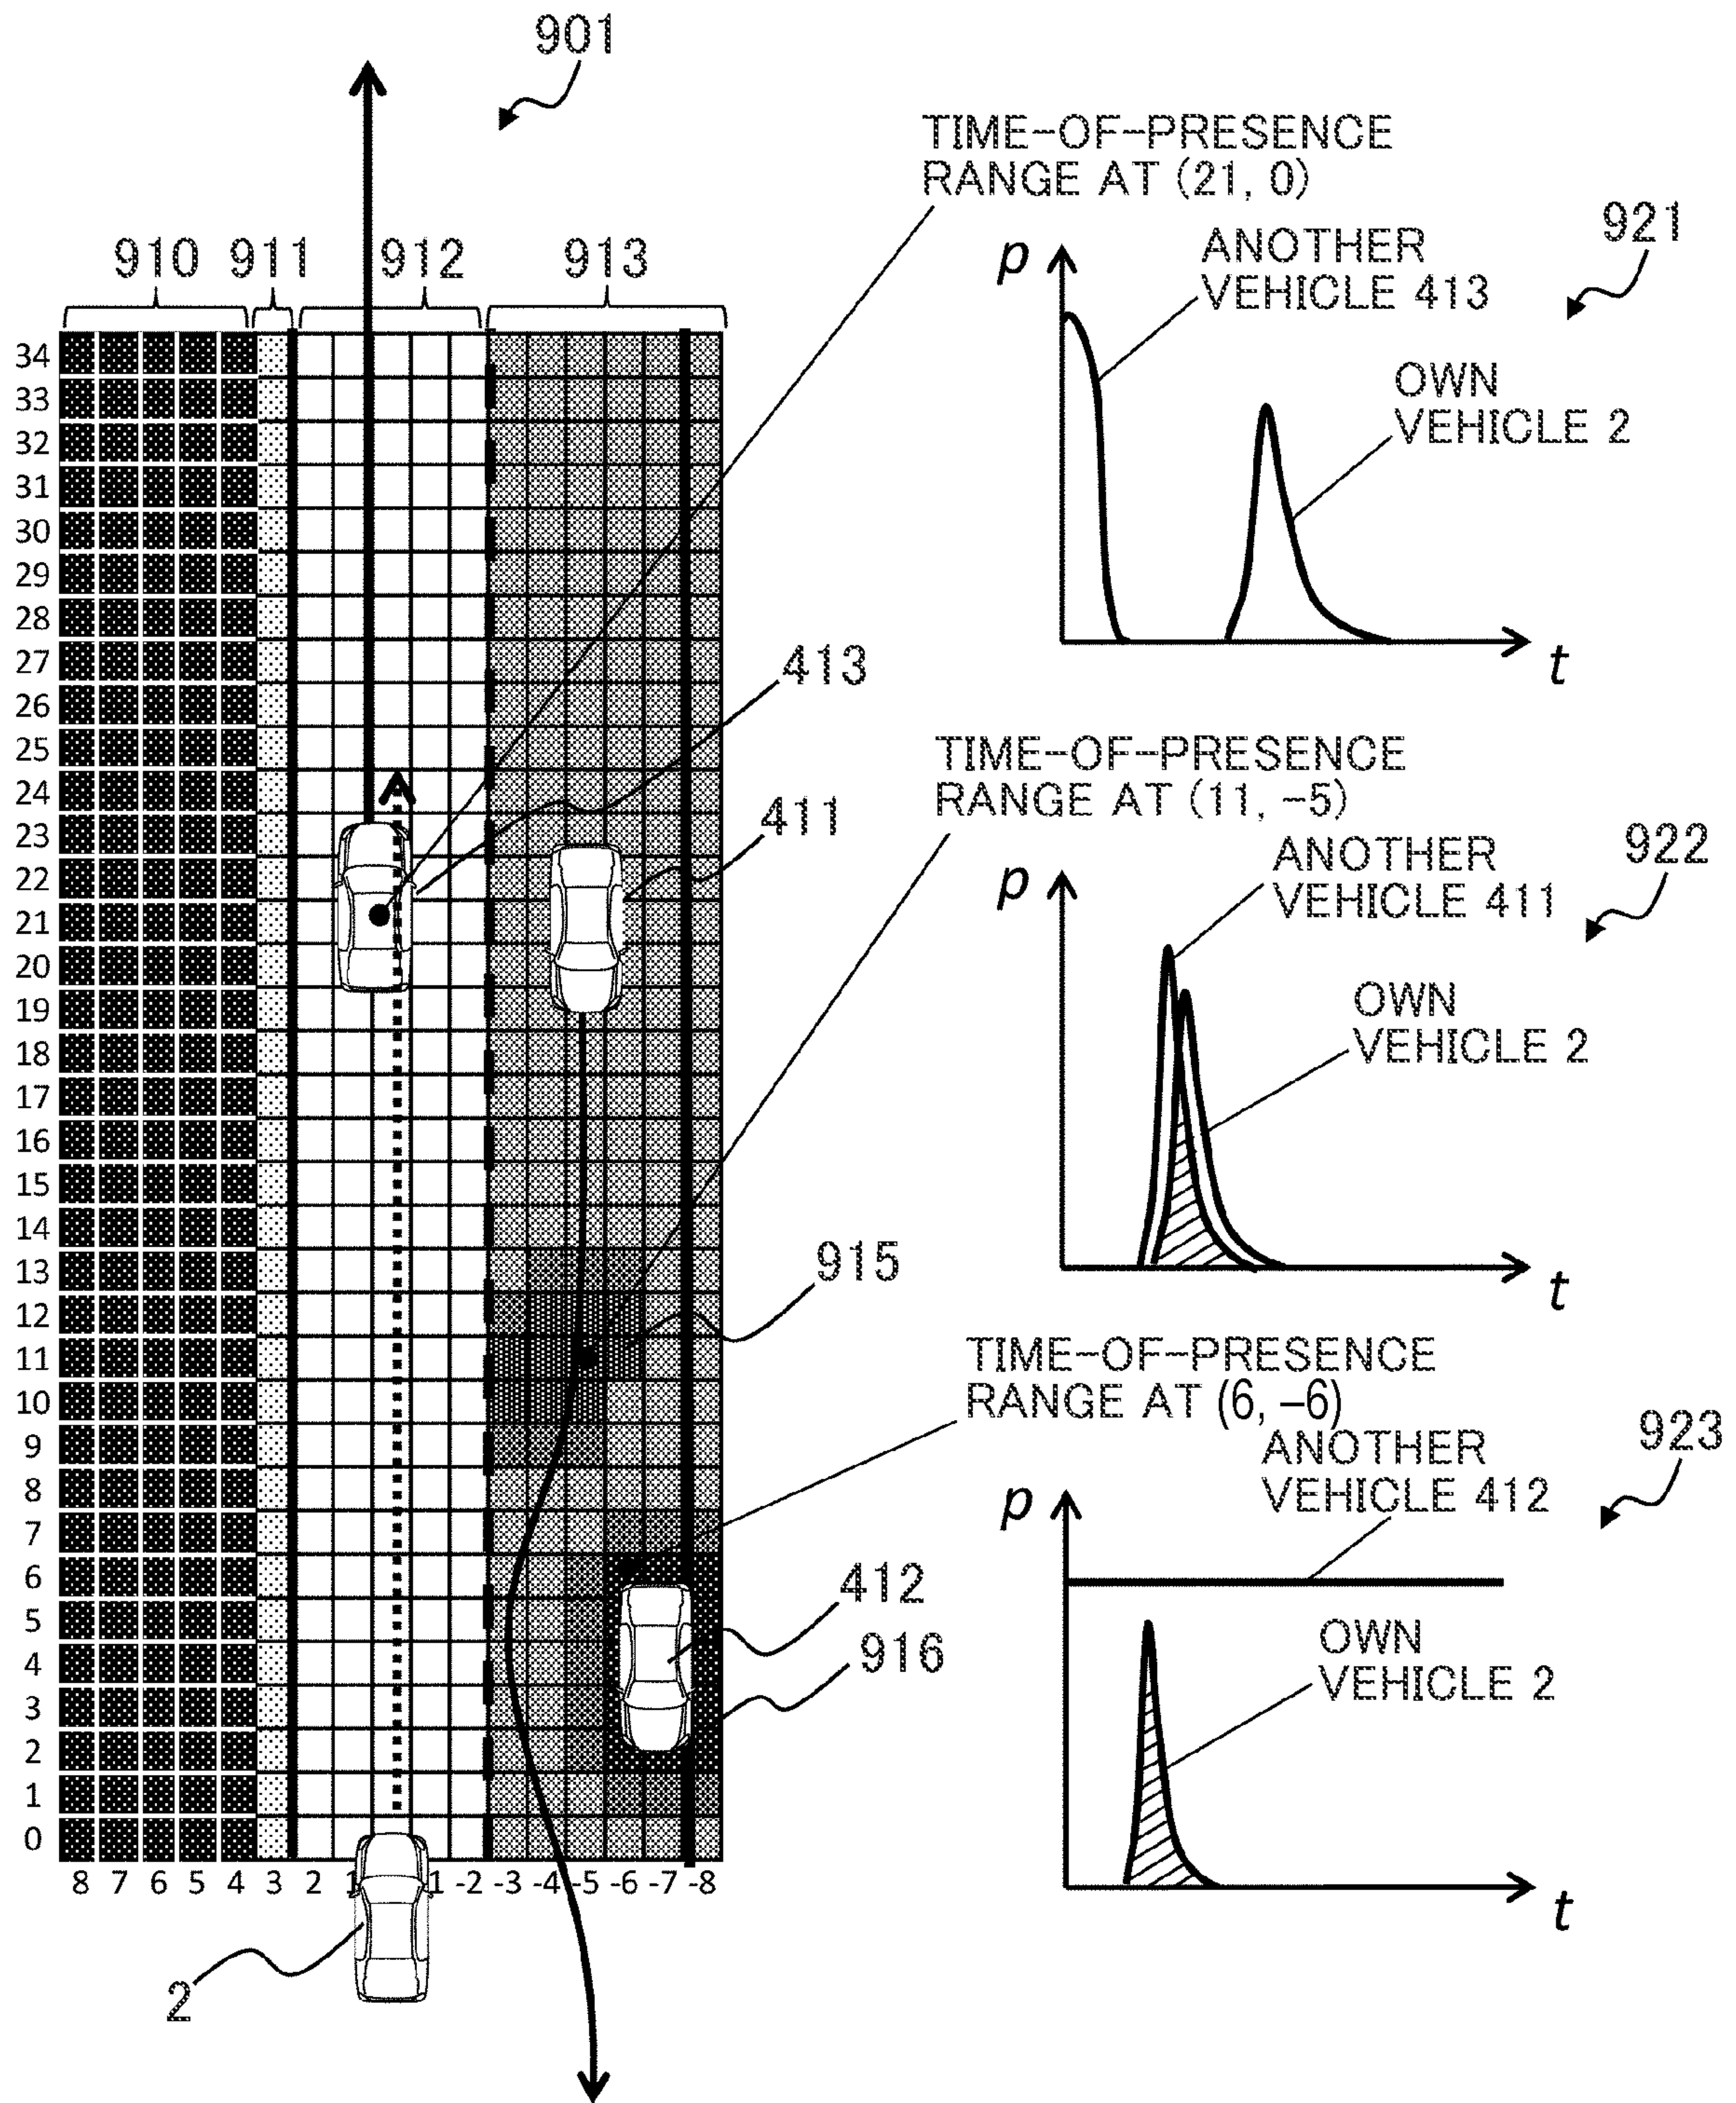 901
TIME-OF-PRESENCE
RANGE AT (21, 0)
921
910 911 912 913
p
ANOTHER
VEHICLE 413
OWN
VEHICLE 2
t
34
33
32
31
30
29
28
27
26
25
24
23
22
21
20
19
18
17
16
15
14
13
12
11
10
9
8
7
6
5
4
3
2
1
0
8 7 6 5 4 3 2 1 1 -2 -3 -4 -5 -6 -7 -8
413
411
TIME-OF-PRESENCE
RANGE AT (11, -5)
922
p
ANOTHER
VEHICLE 411
OWN
VEHICLE 2
t
915
TIME-OF-PRESENCE
RANGE AT (6, -6)
923
p
ANOTHER
VEHICLE 412
OWN
VEHICLE 2
t
412
916
2